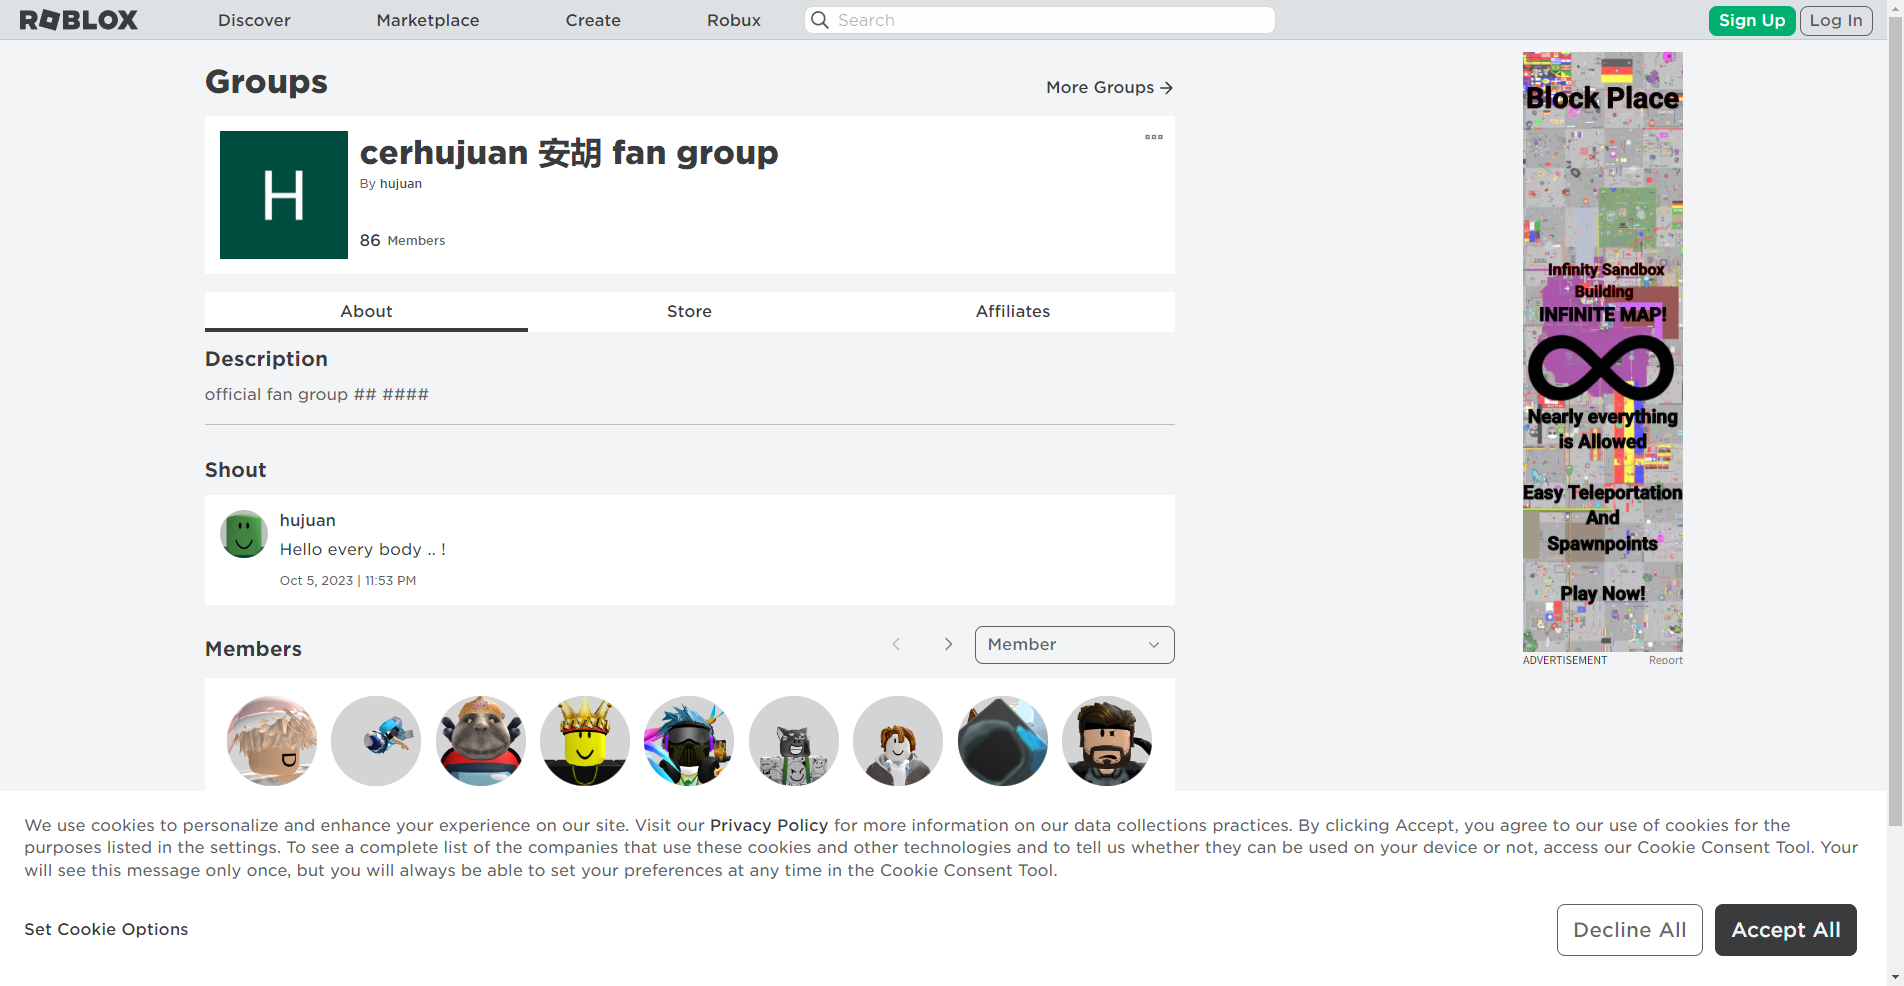 ROBLOX
Discover
Marketplace
Create
Robux
Search
Sign Up
Log In
Groups
More Groups
H
cerhujuan 安胡 fan group
By hujuan
86 Members
About
Store
Affiliates
Description
official fan group ## ####
Shout
hujuan
Hello every body .. !
Oct 5, 2023 | 11:53 PM
Members
Member
Block Place
Infinity Sandbox
Building
INFINITE MAP!
Nearly everything
is Allowed
Easy Teleportation
And
Spawnpoints
Play Now!
ADVERTISEMENT
Report
We use cookies to personalize and enhance your experience on our site. Visit our Privacy Policy for more information on our data collections practices. By clicking Accept, you agree to our use of cookies for the
purposes listed in the settings. To see a complete list of the companies that use these cookies and other technologies and to tell us whether they can be used on your device or not, access our Cookie Consent Tool. Your
will see this message only once, but you will always be able to set your preferences at any time in the Cookie Consent Tool.
Set Cookie Options
Decline All
Accept All